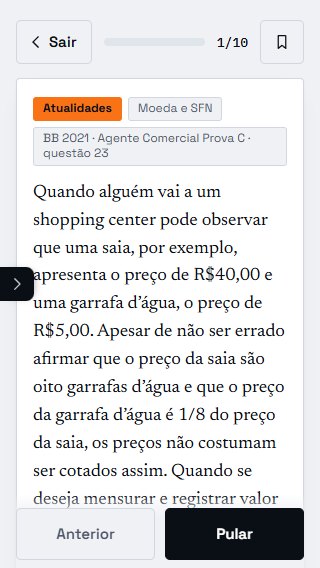 Sair
1/10
Atualidades
Moeda e SFN
BB 2021 · Agente Comercial Prova C ·
questão 23
Quando alguém vai a um
shopping center pode observar
que uma saia, por exemplo,
apresenta o preço de R$40,00 e
uma garrafa d’água, o preço de
R$5,00. Apesar de não ser errado
afirmar que o preço da saia são
oito garrafas d’água e que o preço
da garrafa d’água é 1/8 do preço
da saia, os preços não costumam
ser cotados assim. Quando se
deseja mensurar e registrar valor
Anterior
Pular